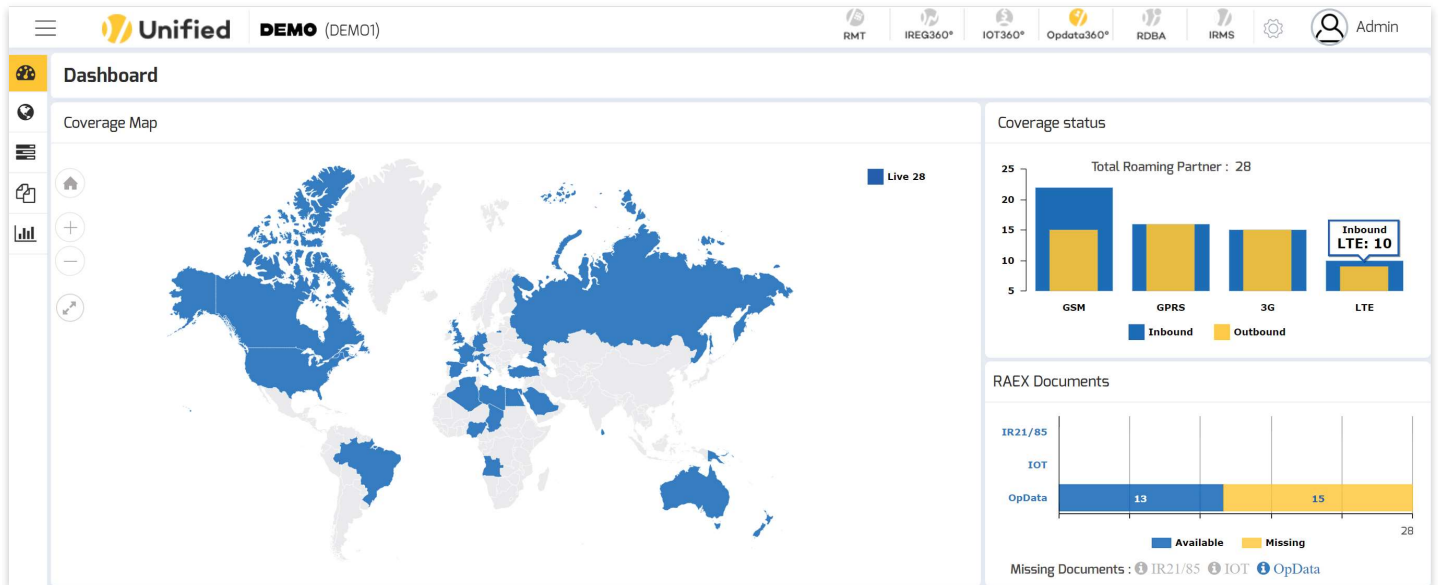 Unified DEMO (DEMO1) RMT IREG360° IOT360° Opdata360° RDBA IRMS Admin
Dashboard
Coverage Map
Live 28
Coverage status
Total Roaming Partner : 28
25
20
15
10
5
Inbound
LTE: 10
GSM GPRS 3G LTE
Inbound Outbound
RAEX Documents
IR21/85
IOT
OpData 13 15
28
Available Missing
Missing Documents : IR21/85 IOT OpData